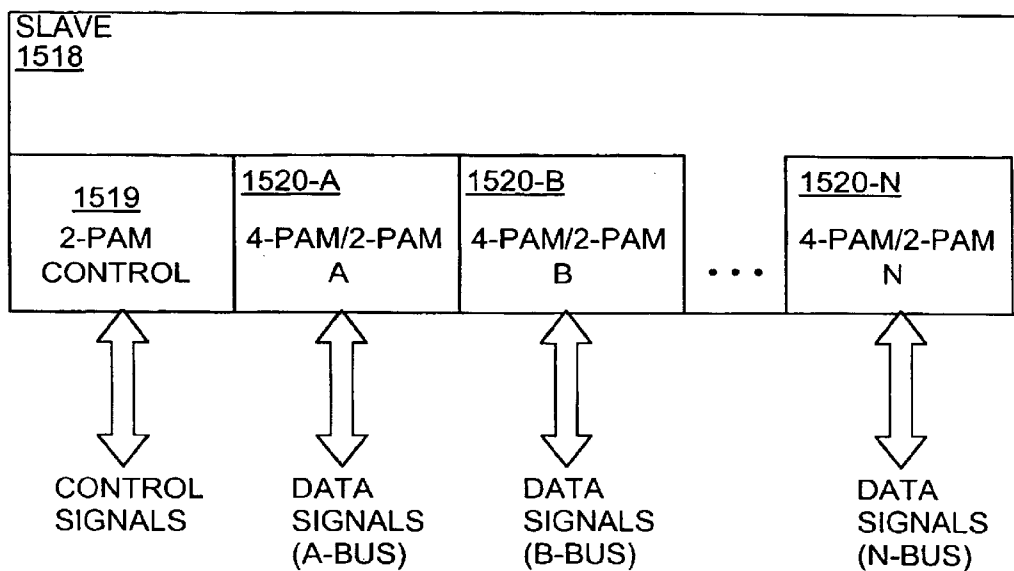 SLAVE
1518
1519
2-PAM
CONTROL
1520-A
4-PAM/2-PAM
A
1520-B
4-PAM/2-PAM
B
• • •
1520-N
4-PAM/2-PAM
N
CONTROL
SIGNALS
DATA
SIGNALS
(A-BUS)
DATA
SIGNALS
(B-BUS)
DATA
SIGNALS
(N-BUS)